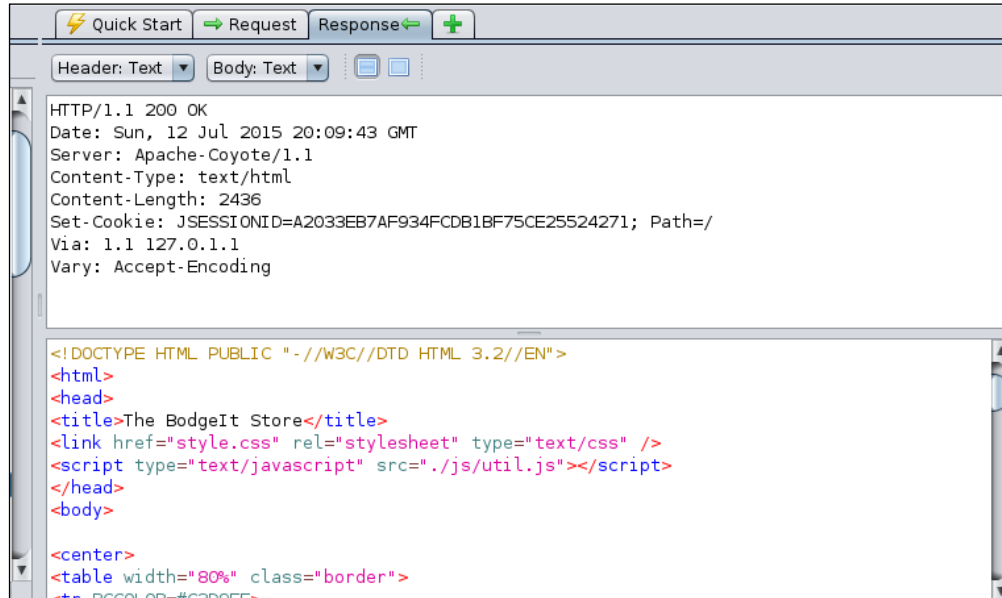 Quick Start Request Response
Header: Text Body: Text
HTTP/1.1 200 OK
Date: Sun, 12 Jul 2015 20:09:43 GMT
Server: Apache-Coyote/1.1
Content-Type: text/html
Content-Length: 2436
Set-Cookie: JSESSIONID=A2033EB7AF934FCDB1BF75CE25524271; Path=/
Via: 1.1 127.0.1.1
Vary: Accept-Encoding
<!DOCTYPE HTML PUBLIC "-//W3C//DTD HTML 3.2//EN">
<html>
<head>
<title>The BodgeIt Store</title>
<link href="style.css" rel="stylesheet" type="text/css" />
<script type="text/javascript" src="./js/util.js"></script>
</head>
<body>
<center>
<table width="80%" class="border">